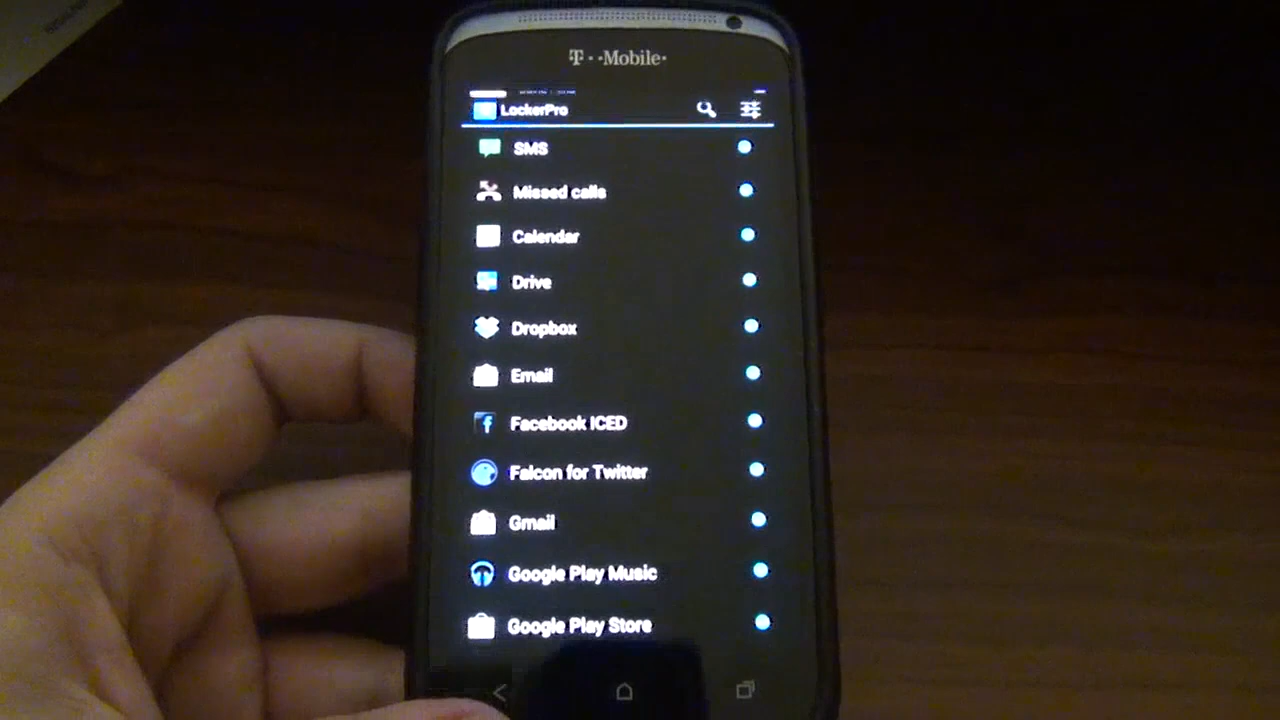 T··Mobile·
LockerPro
SMS
Missed calls
Calendar
Drive
Dropbox
Email
Facebook ICED
Falcon for Twitter
Gmail
Google Play Music
Google Play Store